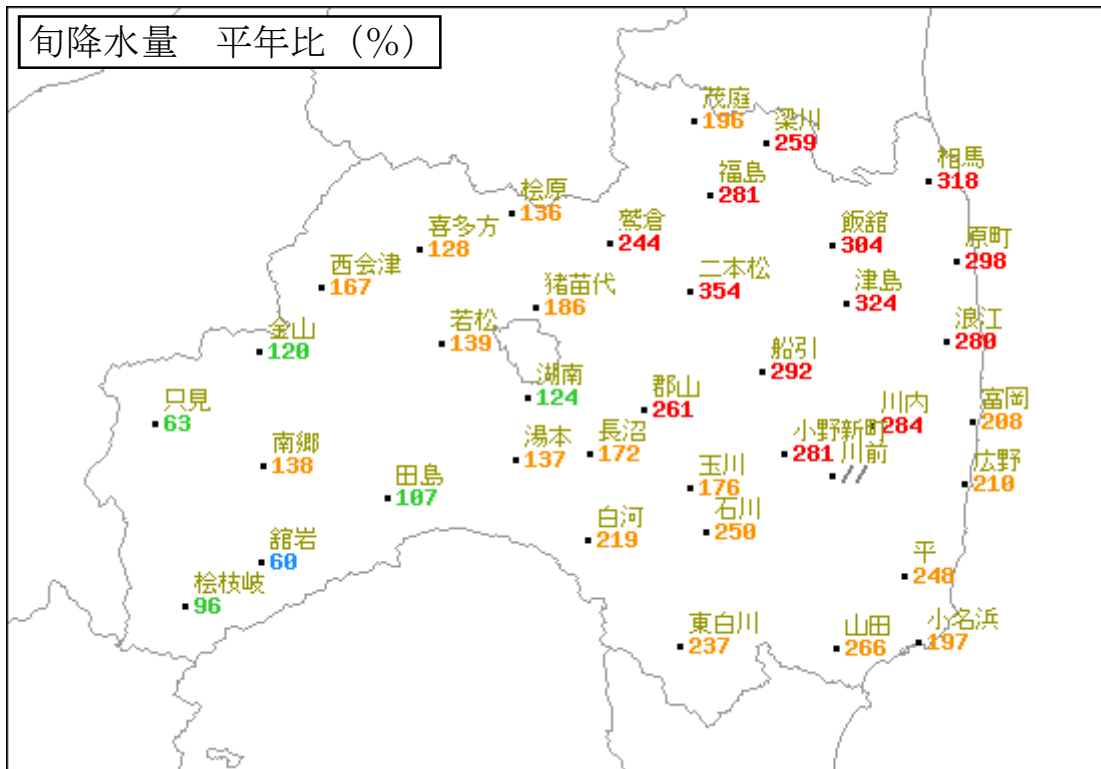 旬降水量　平年比（％）
茂庭
196
梁川
259
相馬
318
福島
281
桧原
136
鷲倉
244
喜多方
128
飯舘
304
原町
298
西会津
167
二本松
354
津島
324
猪苗代
186
若松
139
浪江
280
金山
120
船引
292
湖南
124
郡山
261
只見
63
川内
284
富岡
208
南郷
138
湯本
137
長沼
172
小野新町
281
川前
//
広野
210
田島
107
玉川
176
石川
250
白河
219
舘岩
60
平
248
桧枝岐
96
東白川
237
山田
266
小名浜
197